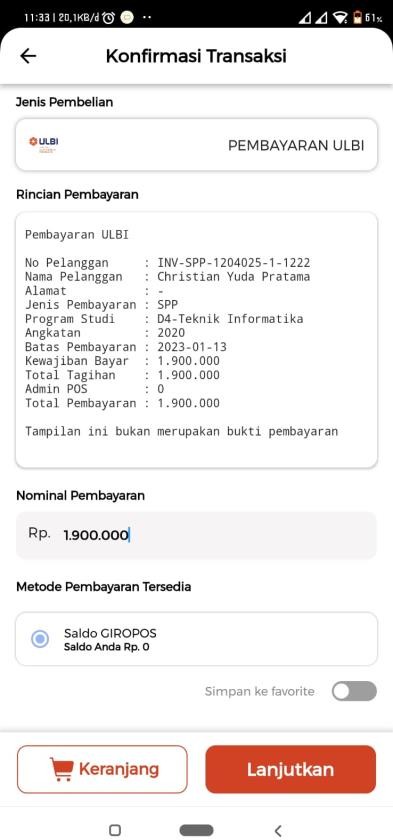 11:33 | 20,1KB/d
61%
Konfirmasi Transaksi
Jenis Pembelian
ULBI
PEMBAYARAN ULBI
Rincian Pembayaran
Pembayaran ULBI
No Pelanggan : INV-SPP-1204025-1-1222
Nama Pelanggan : Christian Yuda Pratama
Alamat : -
Jenis Pembayaran : SPP
Program Studi : D4-Teknik Informatika
Angkatan : 2020
Batas Pembayaran : 2023-01-13
Kewajiban Bayar : 1.900.000
Total Tagihan : 1.900.000
Admin POS : 0
Total Pembayaran : 1.900.000
Tampilan ini bukan merupakan bukti pembayaran
Nominal Pembayaran
Rp. 1.900.000
Metode Pembayaran Tersedia
Saldo GIROPOS
Saldo Anda Rp. 0
Simpan ke favorite
Keranjang
Lanjutkan